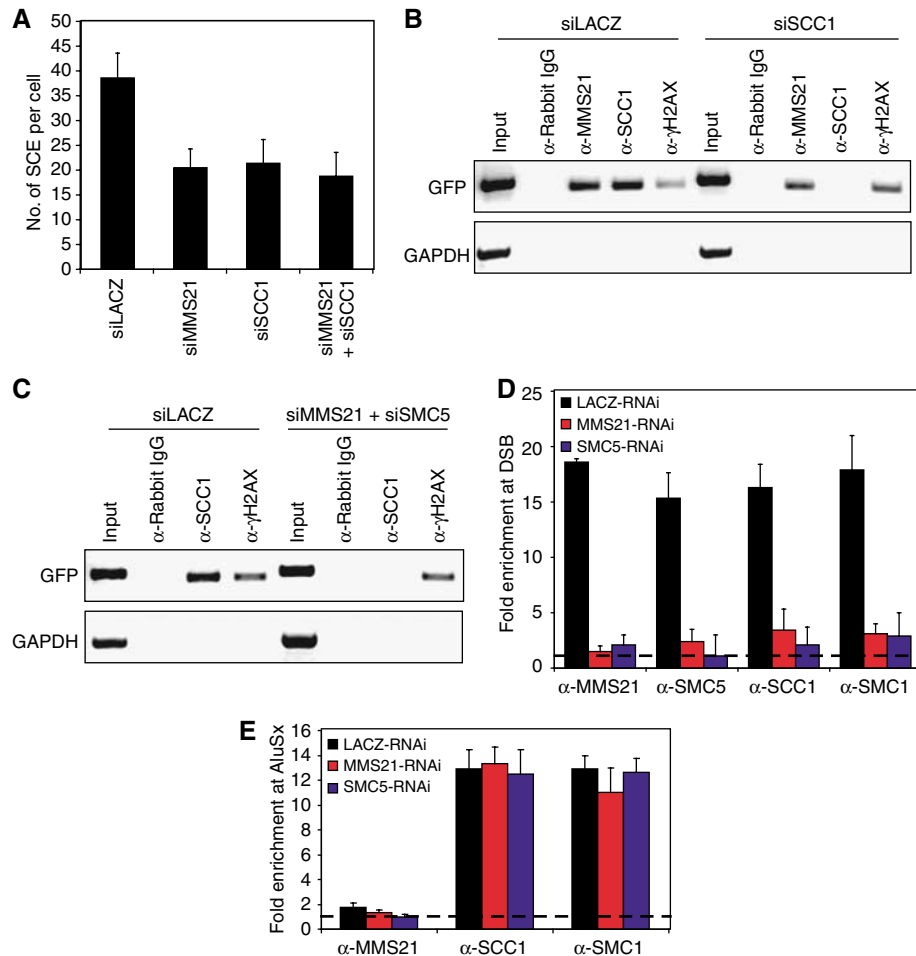 A
No. of SCE per cell
50
45
40
35
30
25
20
15
10
5
0
siLACZ
siMMS21
siSCC1
siMMS21
+ siSCC1
B
siLACZ
siSCC1
Input
α-Rabbit IgG
α-MMS21
α-SCC1
α-γH2AX
Input
α-Rabbit IgG
α-MMS21
α-SCC1
α-γH2AX
GFP
GAPDH
C
siLACZ
siMMS21 + siSMC5
Input
α-Rabbit IgG
α-SCC1
α-γH2AX
Input
α-Rabbit IgG
α-SCC1
α-γH2AX
GFP
GAPDH
D
Fold enrichment at DSB
25
20
15
10
5
0
LACZ-RNAi
MMS21-RNAi
SMC5-RNAi
α-MMS21
α-SMC5
α-SCC1
α-SMC1
E
Fold enrichment at AluSx
16
14
12
10
8
6
4
2
0
LACZ-RNAi
MMS21-RNAi
SMC5-RNAi
α-MMS21
α-SCC1
α-SMC1